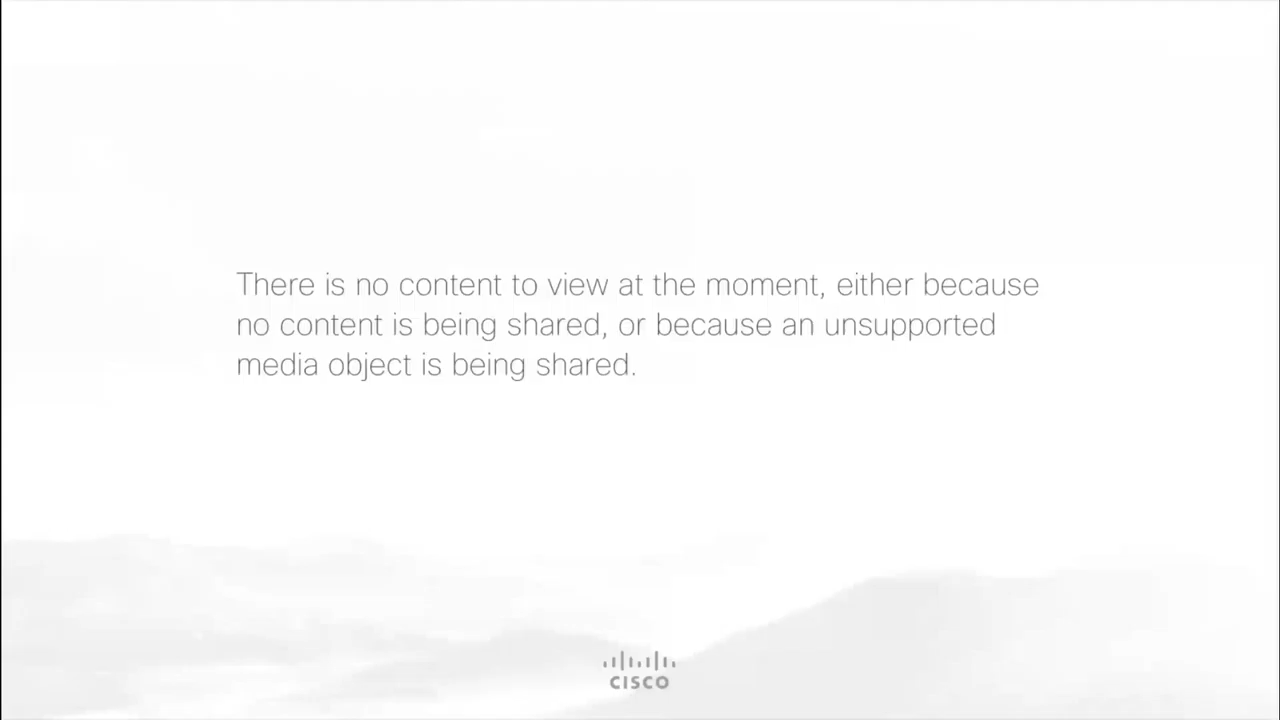 There is no content to view at the moment, either because
no content is being shared, or because an unsupported
media object is being shared.
CISCO